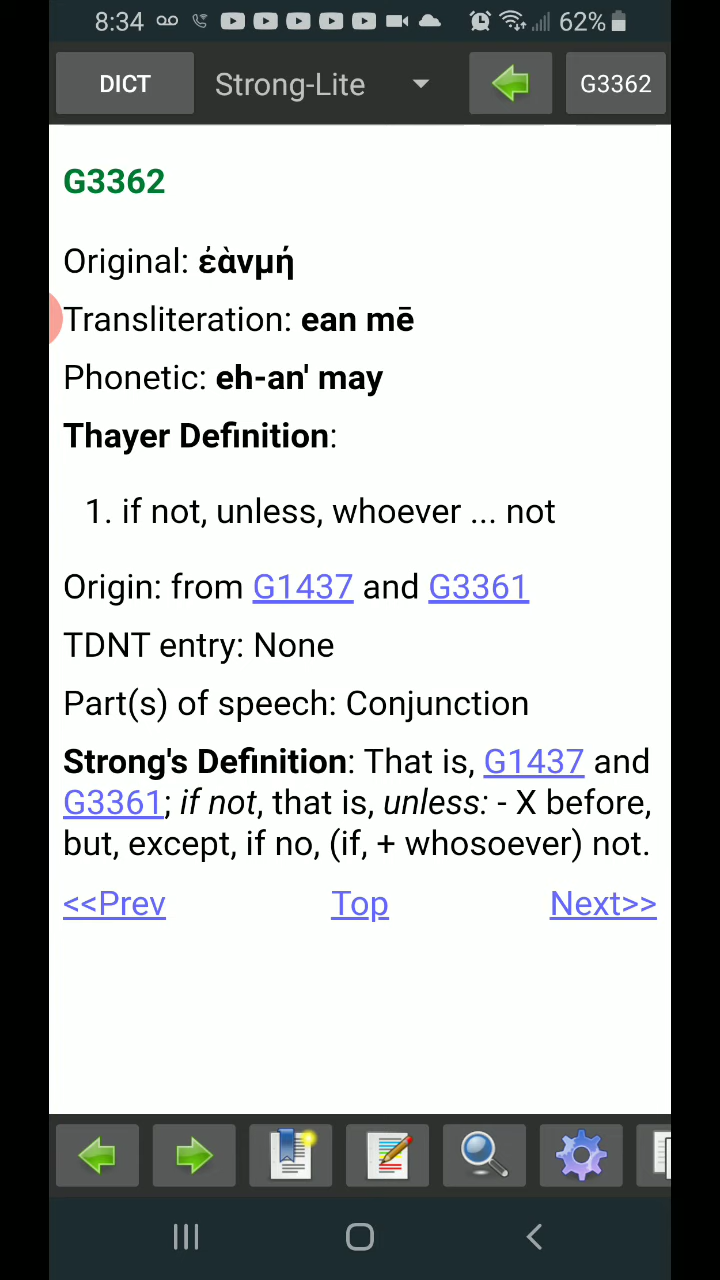 8:34 62%
DICT Strong-Lite G3362
G3362
Original: ἐὰνμή
Transliteration: ean mē
Phonetic: eh-an' may
Thayer Definition:
1. if not, unless, whoever ... not
Origin: from G1437 and G3361
TDNT entry: None
Part(s) of speech: Conjunction
Strong's Definition: That is, G1437 and
G3361; if not, that is, unless: - X before,
but, except, if no, (if, + whosoever) not.
<<Prev Top Next>>